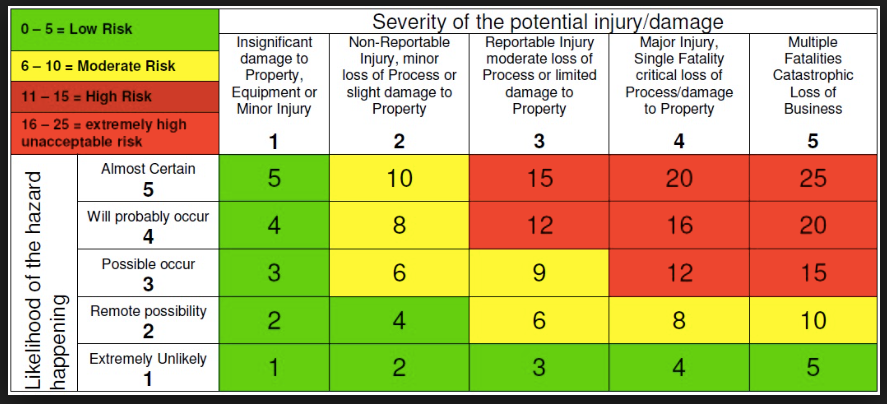 0 – 5 = Low Risk
6 – 10 = Moderate Risk
11 – 15 = High Risk
16 – 25 = extremely high
unacceptable risk
Severity of the potential injury/damage
Insignificant
damage to
Property,
Equipment or
Minor Injury
1
Non-Reportable
Injury, minor
loss of Process or
slight damage to
Property
2
Reportable Injury
moderate loss of
Process or limited
damage to
Property
3
Major Injury,
Single Fatality
critical loss of
Process/damage
to Property
4
Multiple
Fatalities
Catastrophic
Loss of
Business
5
Likelihood of the hazard
happening
Almost Certain
5
5 10 15 20 25
Will probably occur
4
4 8 12 16 20
Possible occur
3
3 6 9 12 15
Remote possibility
2
2 4 6 8 10
Extremely Unlikely
1
1 2 3 4 5